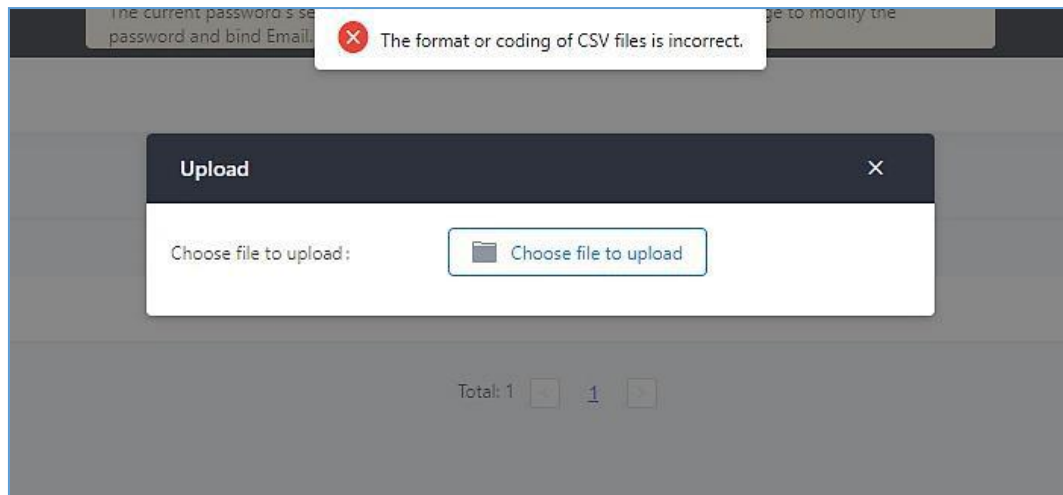 The current password's se
ge to modify the
password and bind Email.
The format or coding of CSV files is incorrect.
Upload
Choose file to upload:
Choose file to upload
Total: 1 < 1 >